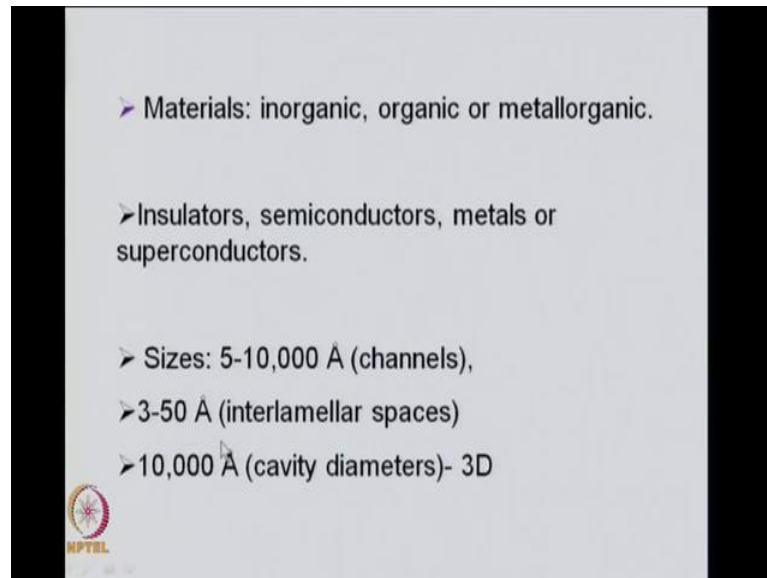 ➢ Materials: inorganic, organic or metallorganic.
➢Insulators, semiconductors, metals or
superconductors.
➢ Sizes: 5-10,000 Å (channels),
➢3-50 Å (interlamellar spaces)
➢10,000 Å (cavity diameters)- 3D
NPTEL